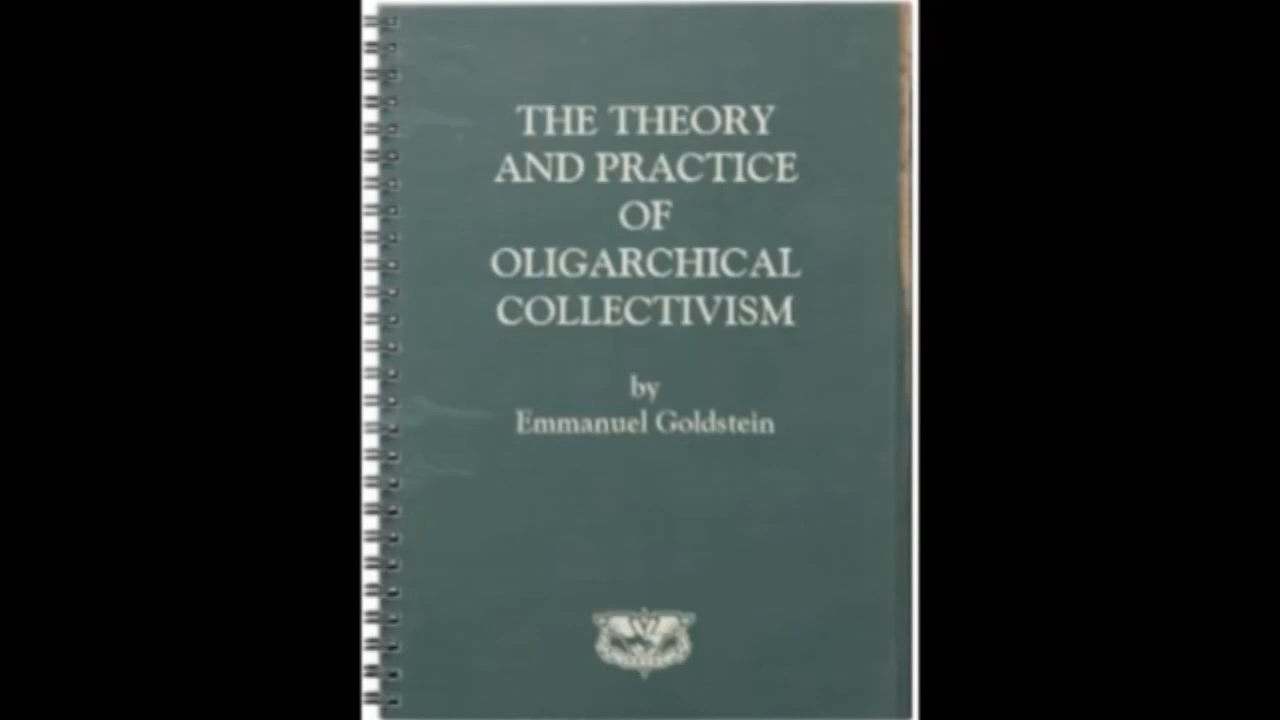 THE THEORY
AND PRACTICE
OF
OLIGARCHICAL
COLLECTIVISM
by
Emmanuel Goldstein